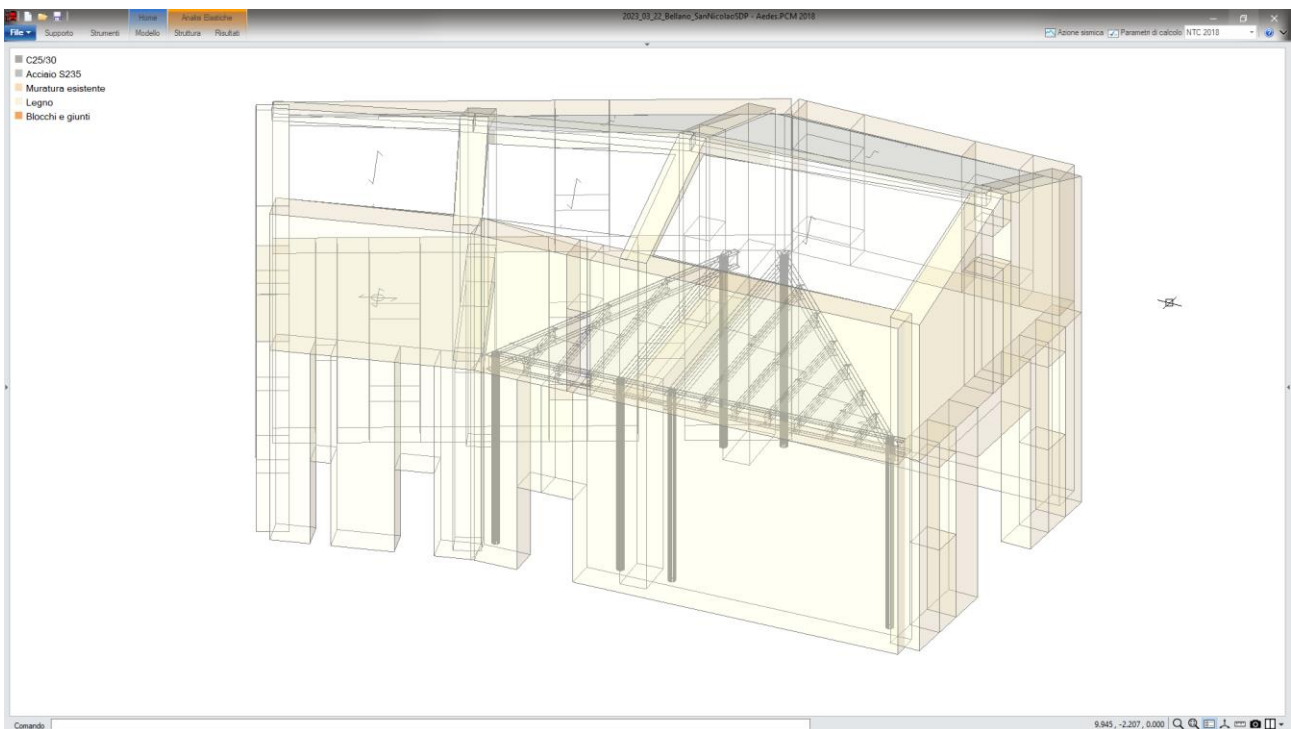 2023_03_22_Bellano_SanNicolaoSDP - Aedes.PCM 2018
Home Analisi Elastiche
File Supporto Strumenti Modello Struttura Risultati
Azione sismica Parametri di calcolo NTC 2018
C25/30
Acciaio S235
Muratura esistente
Legno
Blocchi e giunti
Comando
9.945, -2.207, 0.000